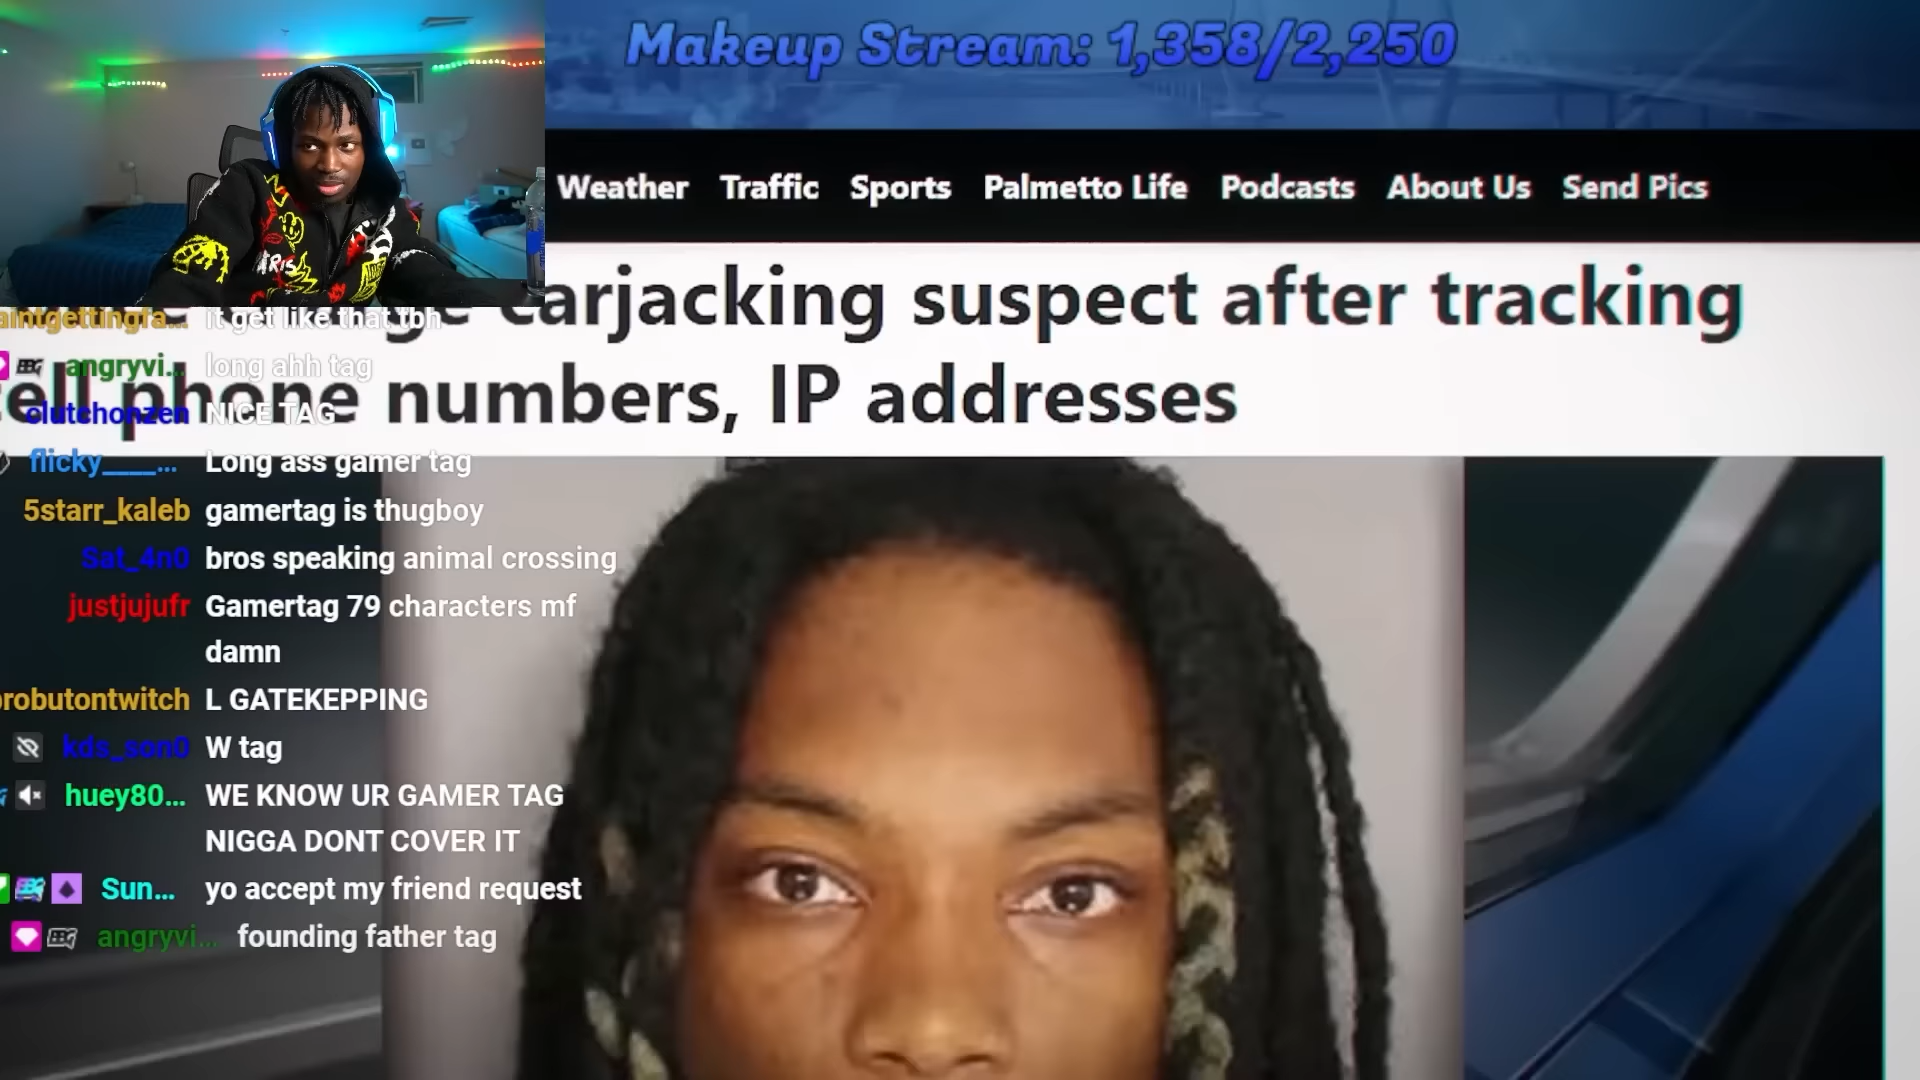 Makeup Stream: 1,358/2,250
Weather Traffic Sports Palmetto Life Podcasts About Us Send Pics
carjacking suspect after tracking
cell phone numbers, IP addresses
it get like that tbh
angryvi... long ahh tag
clutchonzen NICE TAG
flicky____... Long ass gamer tag
5starr_kaleb gamertag is thugboy
Sat_4n0 bros speaking animal crossing
justjujufr Gamertag 79 characters mf
damn
probutontwitch L GATEKEPPING
kds_son0 W tag
huey80... WE KNOW UR GAMER TAG
NIGGA DONT COVER IT
Sun... yo accept my friend request
angryvi... founding father tag